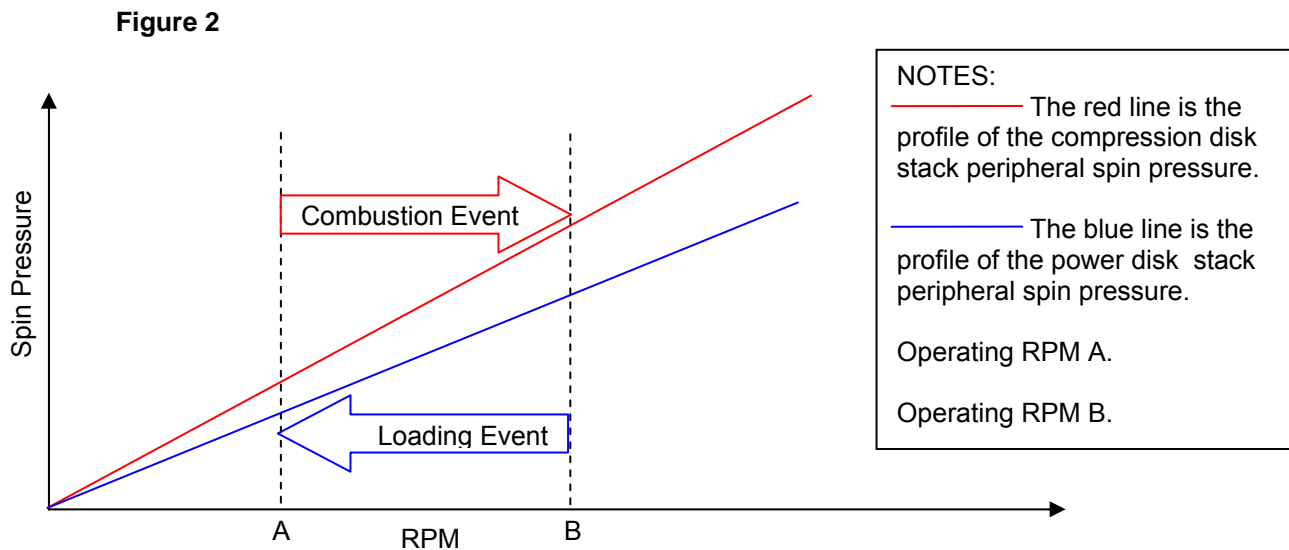 Figure 2
NOTES:
The red line is the
profile of the compression disk
stack peripheral spin pressure.
The blue line is the
profile of the power disk stack
peripheral spin pressure.
Operating RPM A.
Operating RPM B.
Spin Pressure
Combustion Event
Loading Event
A
B
RPM